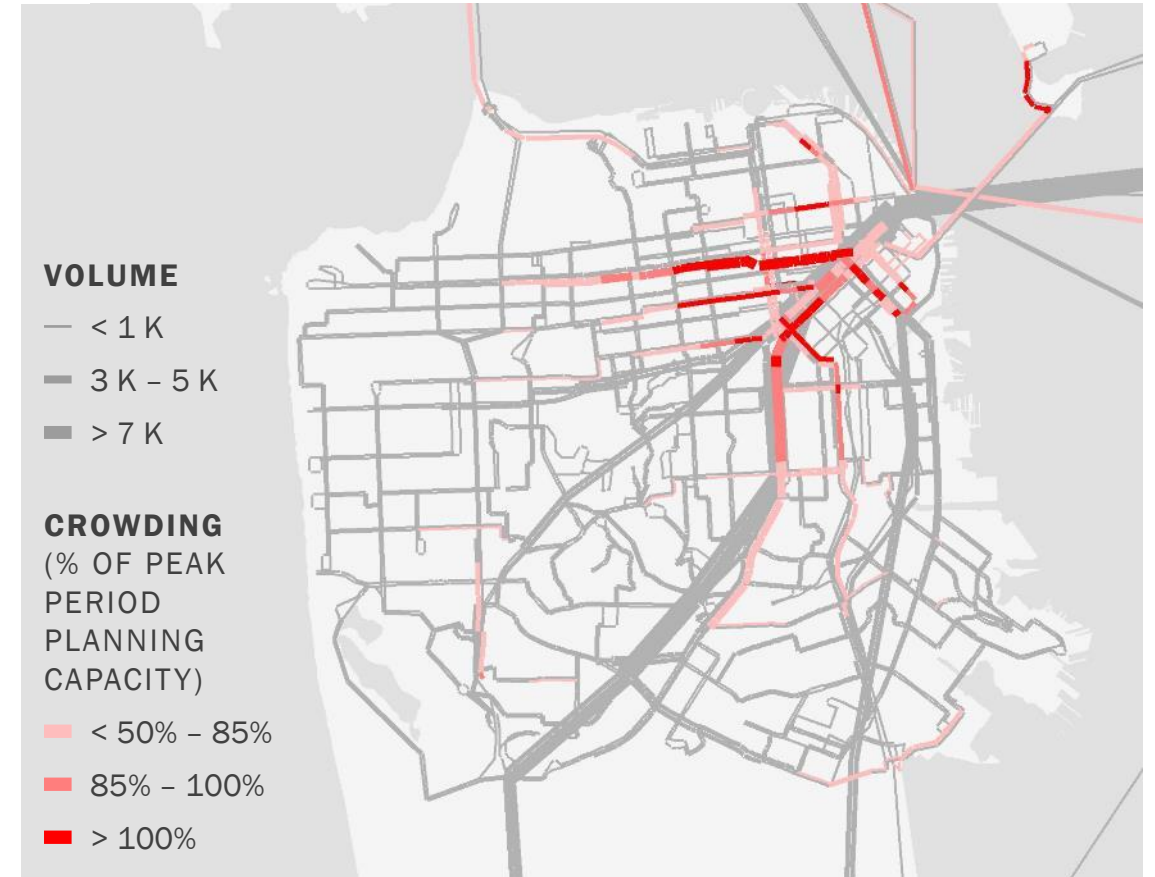 VOLUME
< 1 K
3 K – 5 K
> 7 K
CROWDING
(% OF PEAK
PERIOD
PLANNING
CAPACITY)
< 50% – 85%
85% – 100%
> 100%